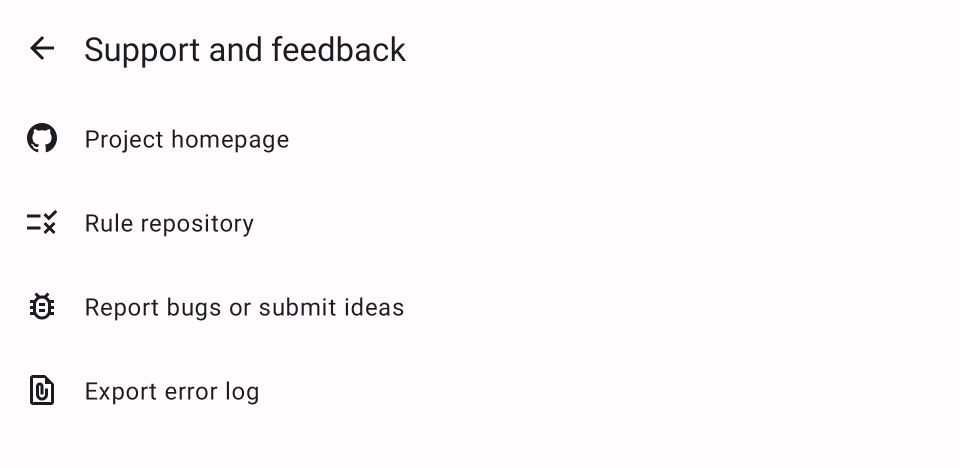 Support and feedback
Project homepage
Rule repository
Report bugs or submit ideas
Export error log